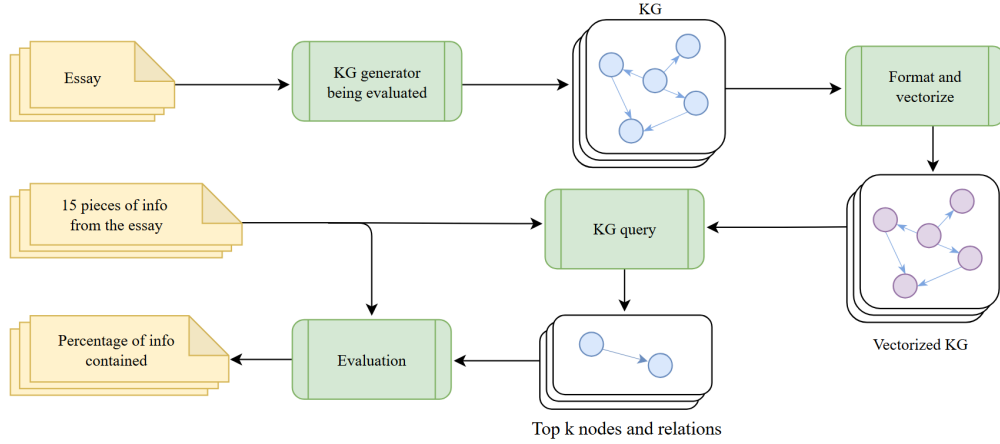 KG
Essay
KG generator
being evaluated
Format and
vectorize
15 pieces of info
from the essay
KG query
Vectorized KG
Percentage of info
contained
Evaluation
Top k nodes and relations